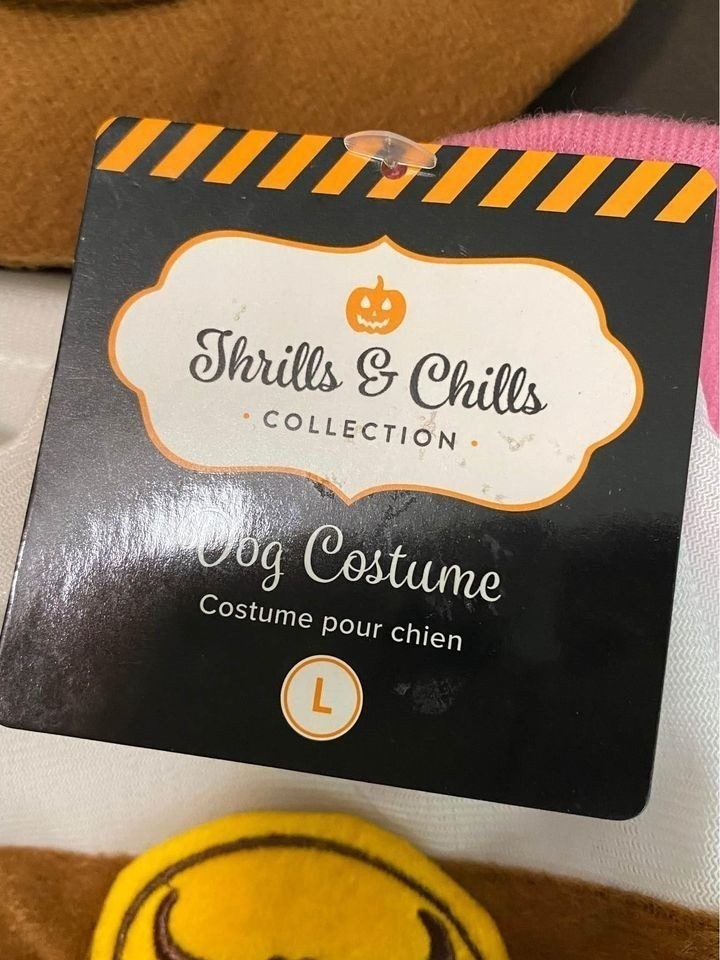 Thrills & Chills
• COLLECTION •
Dog Costume
Costume pour chien
L